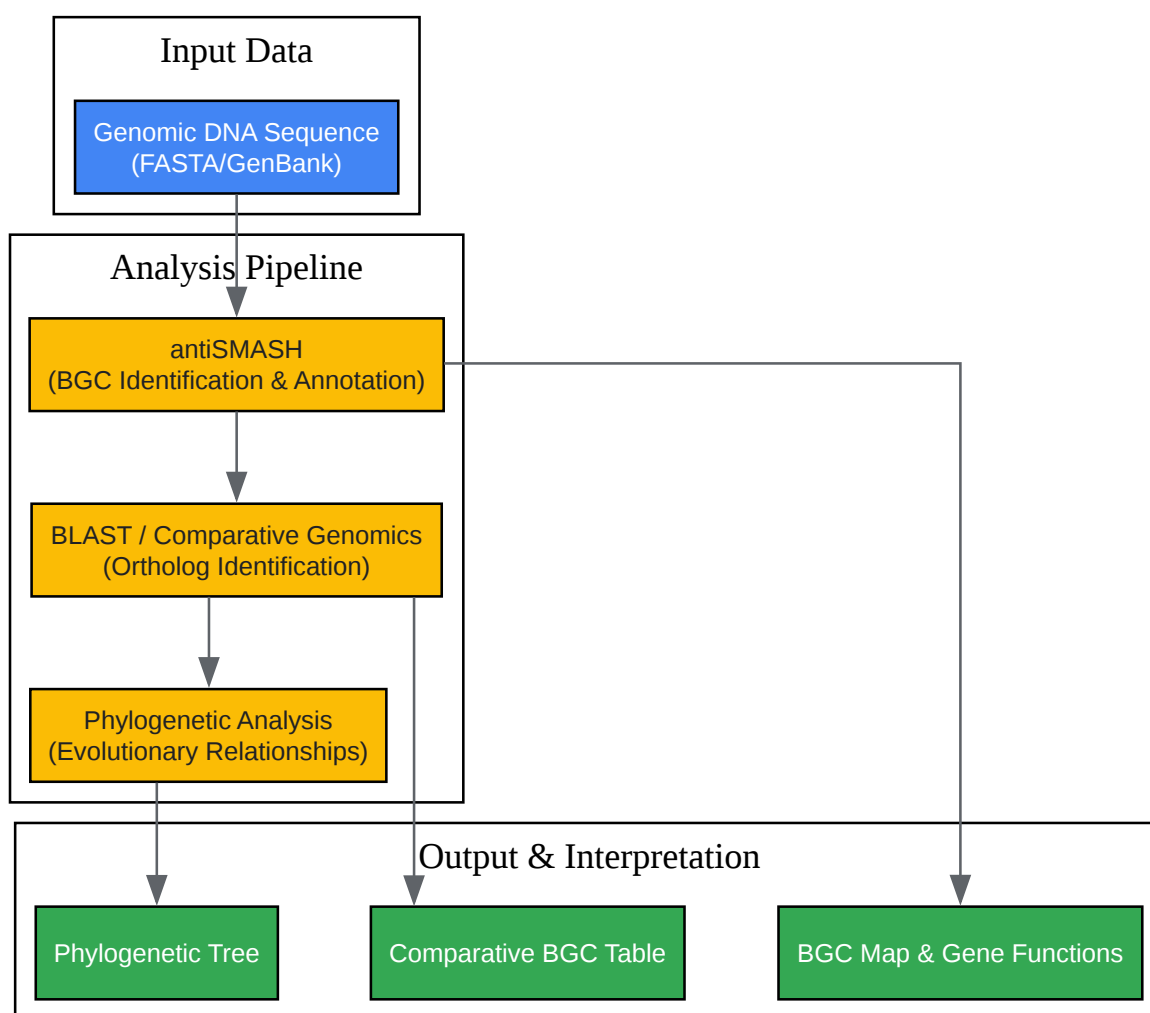 Input Data
Genomic DNA Sequence
(FASTA/GenBank)
Analysis Pipeline
antiSMASH
(BGC Identification & Annotation)
BLAST / Comparative Genomics
(Ortholog Identification)
Phylogenetic Analysis
(Evolutionary Relationships)
Output & Interpretation
Phylogenetic Tree
Comparative BGC Table
BGC Map & Gene Functions